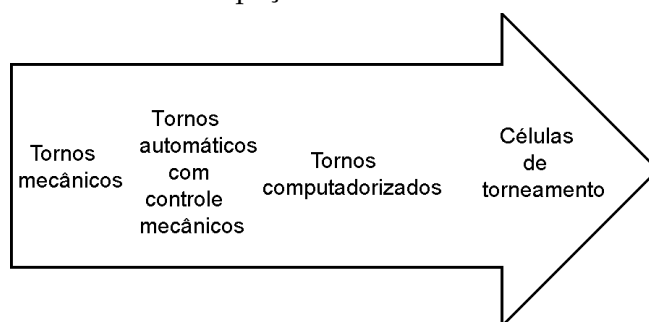 Tornos
mecânicos
Tornos
automáticos
com
controle
mecânicos
Tornos
computadorizados
Células
de
torneamento